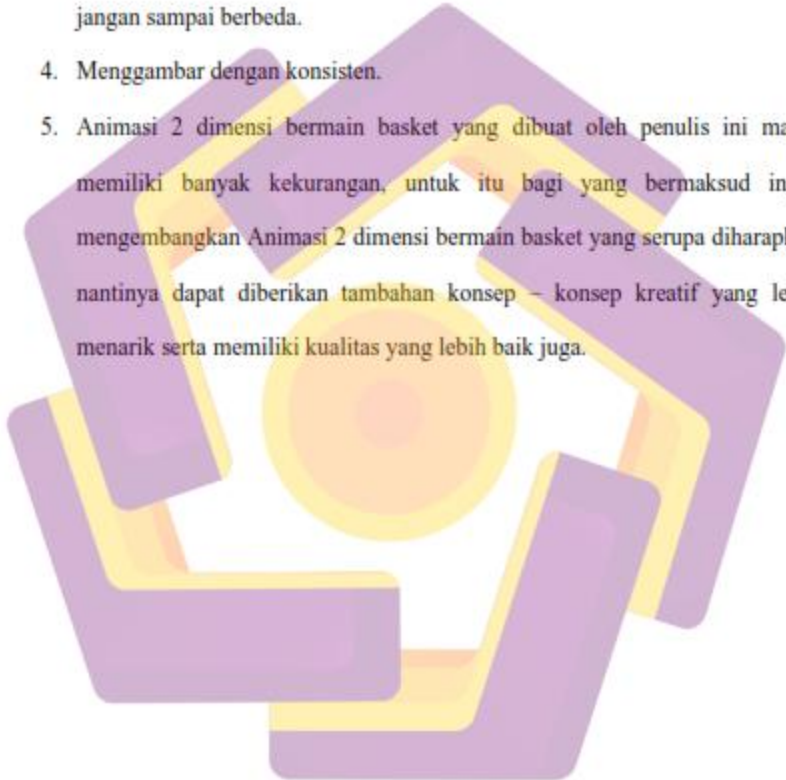 jangan sampai berbeda.
4. Menggambar dengan konsisten.
5. Animasi 2 dimensi bermain basket yang dibuat oleh penulis ini
memiliki banyak kekurangan, untuk itu bagi yang bermaksud
mengembangkan Animasi 2 dimensi bermain basket yang serupa
nantinya dapat diberikan tambahan konsep – konsep kreatif yang
menarik serta memiliki kualitas yang lebih baik juga.